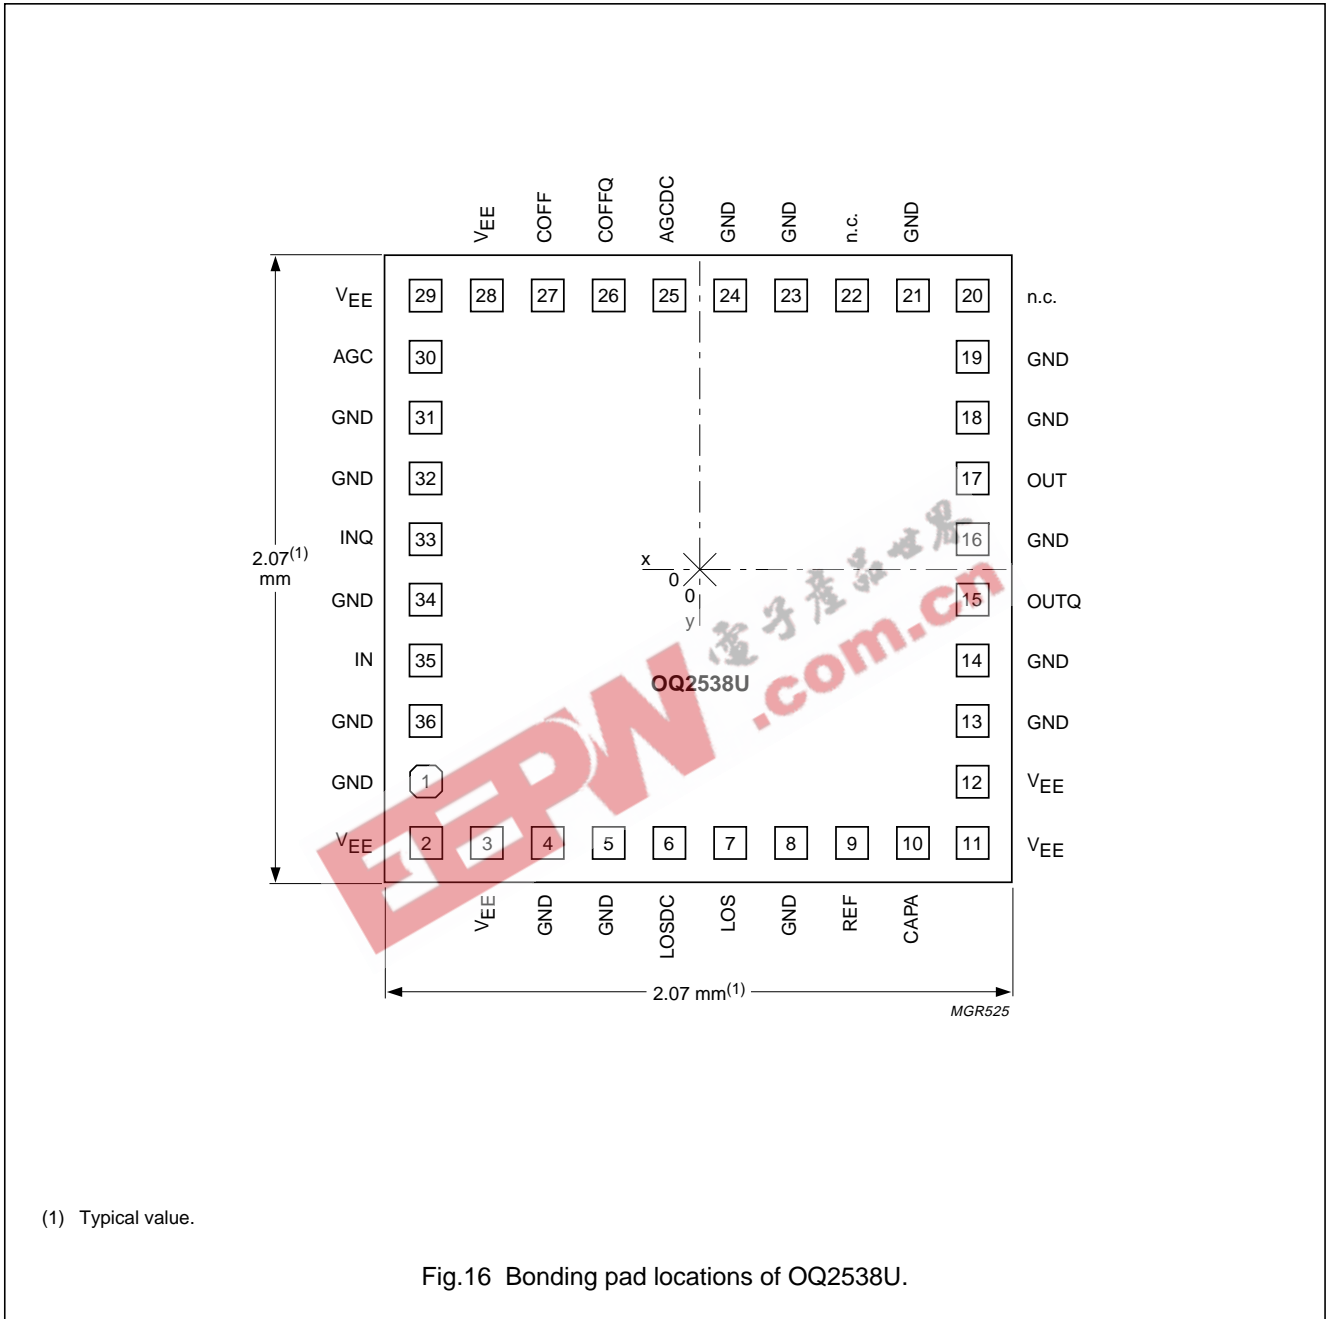 VEE COFF COFFQ AGCDC GND GND n.c. GND
VEE 29 28 27 26 25 24 23 22 21 20 n.c.
AGC 30 19 GND
GND 31 18 GND
GND 32 17 OUT
INQ 33 16 GND
2.07(1)
mm
x
0
0
y
GND 34 15 OUTQ
IN 35 14 GND
OQ2538U
GND 36 13 GND
GND 1 12 VEE
VEE 2 3 4 5 6 7 8 9 10 11 VEE
VEE GND GND LOSDC LOS GND REF CAPA
2.07 mm(1)
MGR525
電子產品世界
EEPW
.com.cn
(1) Typical value.
Fig.16 Bonding pad locations of OQ2538U.